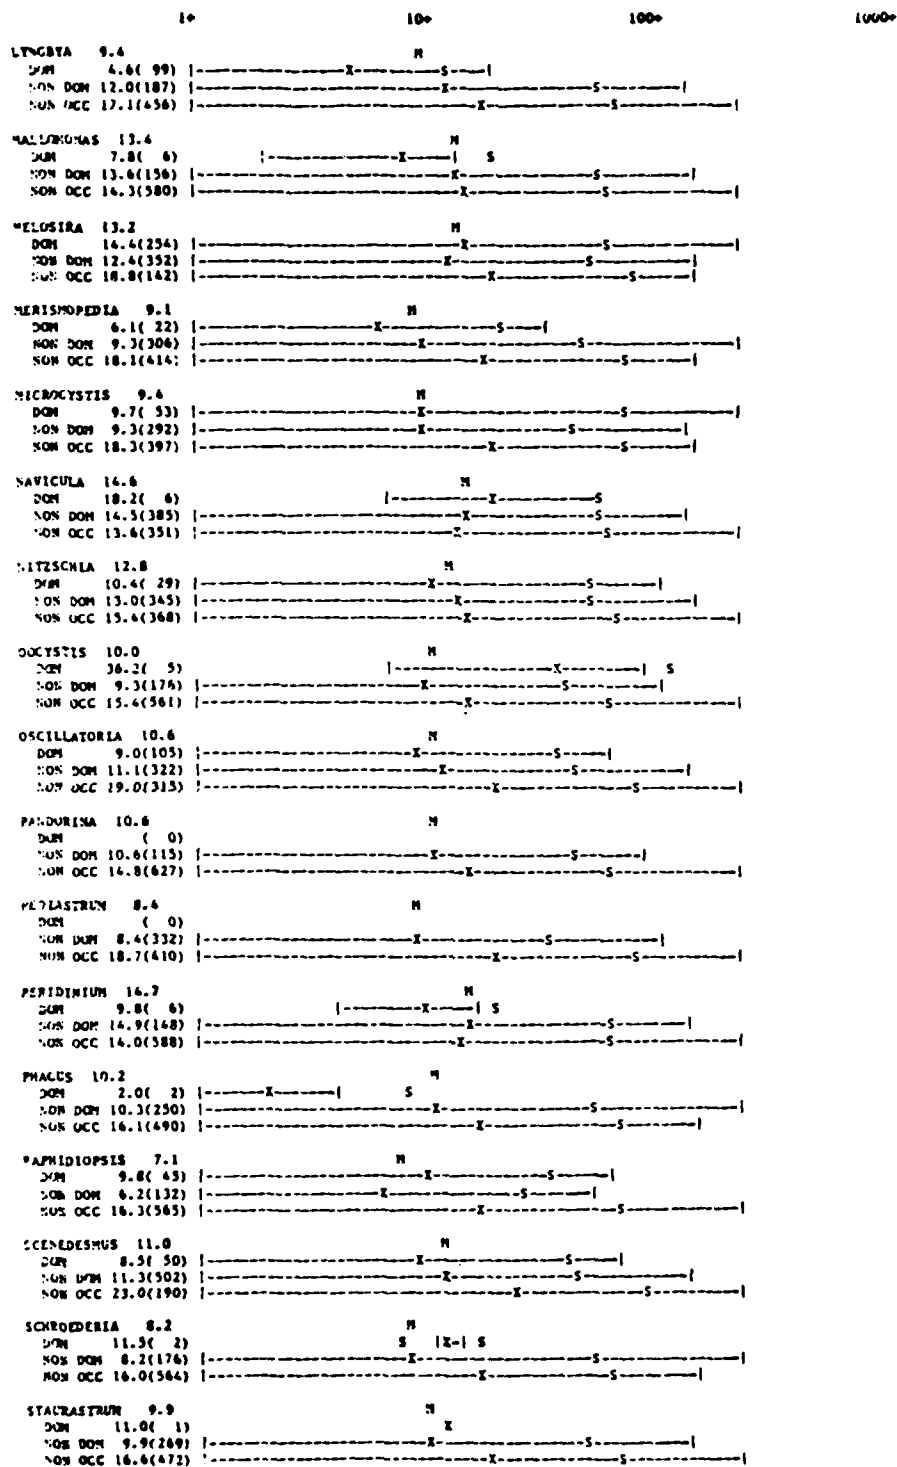 1+ 10+ 100+ 1000+
LYNGBYA 9.4 M
DOM 4.6( 99) |---X---S---|
NON DOM 12.0(187) |---X---S---|
NON OCC 17.1(456) |---X---S---|
MALLOMONAS 13.4 M
DOM 7.8( 6) |---X---| S
NON DOM 13.6(156) |---X---S---|
NON OCC 14.3(580) |---X---S---|
MELOSIRA 13.2 M
DOM 14.4(254) |---X---S---|
NON DOM 12.4(352) |---X---S---|
NON OCC 18.8(142) |---X---S---|
MERISMOPEDIA 9.1 M
DOM 6.1( 22) |---X---S---|
NON DOM 9.3(306) |---X---S---|
NON OCC 18.1(414) |---X---S---|
MICROCYSTIS 9.4 M
DOM 9.7( 53) |---X---S---|
NON DOM 9.3(292) |---X---S---|
NON OCC 18.3(397) |---X---S---|
NAVICULA 14.6 M
DOM 18.2( 6) |---X---S
NON DOM 14.5(385) |---X---S---|
NON OCC 13.6(351) |---X---S---|
NITZSCHIA 12.8 M
DOM 10.4( 29) |---X---S---|
NON DOM 13.0(345) |---X---S---|
NON OCC 15.4(368) |---X---S---|
OOCYSTIS 10.0 M
DOM 36.2( 5) |---X---| S
NON DOM 9.3(176) |---X---S---|
NON OCC 15.4(561) |---X---S---|
OSCILLATORIA 10.6 M
DOM 9.0(105) |---X---S---|
NON DOM 11.1(322) |---X---S---|
NON OCC 19.0(315) |---X---S---|
PANDORINA 10.6 M
DOM ( 0)
NON DOM 10.6(115) |---X---S---|
NON OCC 14.8(627) |---X---S---|
PEDIASTRUM 8.4 M
DOM ( 0)
NON DOM 8.4(332) |---X---S---|
NON OCC 18.7(410) |---X---S---|
PERIDINIUM 14.7 M
DOM 9.8( 6) |---X---| S
NON DOM 14.9(148) |---X---S---|
NON OCC 14.0(588) |---X---S---|
PHACUS 10.2 M
DOM 2.0( 2) |---X---| S
NON DOM 10.3(250) |---X---S---|
NON OCC 16.1(490) |---X---S---|
RAPHIDIOPSIS 7.1 M
DOM 9.8( 45) |---X---S---|
NON DOM 6.2(132) |---X---S---|
NON OCC 16.3(565) |---X---S---|
SCENEDESMUS 11.0 M
DOM 8.5( 50) |---X---S---|
NON DOM 11.3(502) |---X---S---|
NON OCC 23.0(190) |---X---S---|
SCHROEDERIA 8.2 M
DOM 11.5( 2) S |X-| S
NON DOM 8.2(176) |---X---S---|
NON OCC 16.0(564) |---X---S---|
STAURASTRUM 9.9 M
DOM 11.0( 1) X
NON DOM 9.9(269) |---X---S---|
NON OCC 16.6(472) |---X---S---|